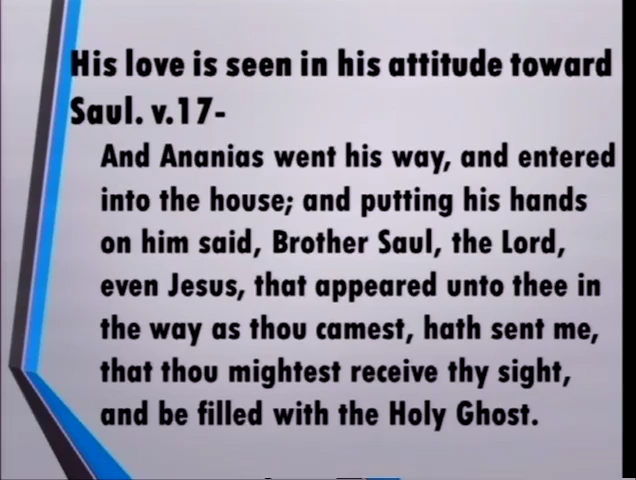 His love is seen in his attitude toward
Saul. v.17-
And Ananias went his way, and entered
into the house; and putting his hands
on him said, Brother Saul, the Lord,
even Jesus, that appeared unto thee in
the way as thou camest, hath sent me,
that thou mightest receive thy sight,
and be filled with the Holy Ghost.